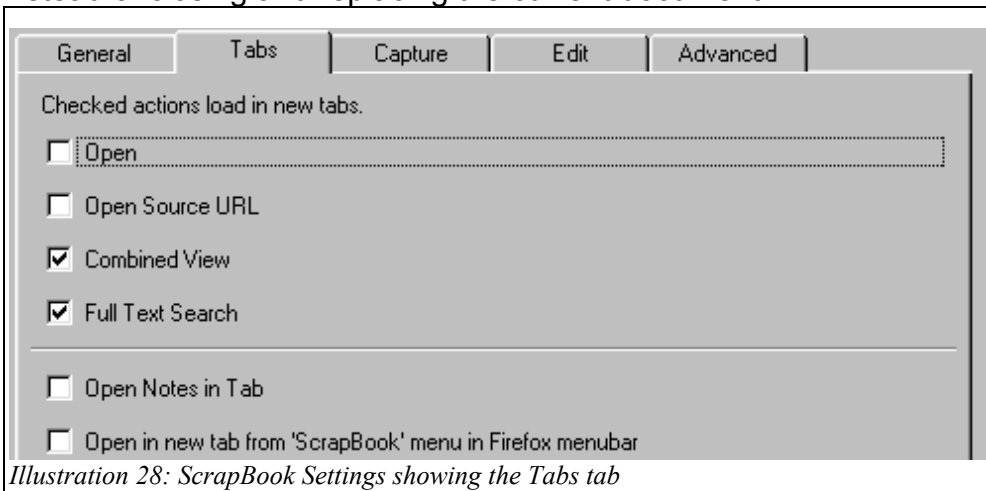 General Tabs Capture Edit Advanced
Checked actions load in new tabs.
Open
Open Source URL
Combined View
Full Text Search
Open Notes in Tab
Open in new tab from 'ScrapBook' menu in Firefox menubar
Illustration 28: ScrapBook Settings showing the Tabs tab